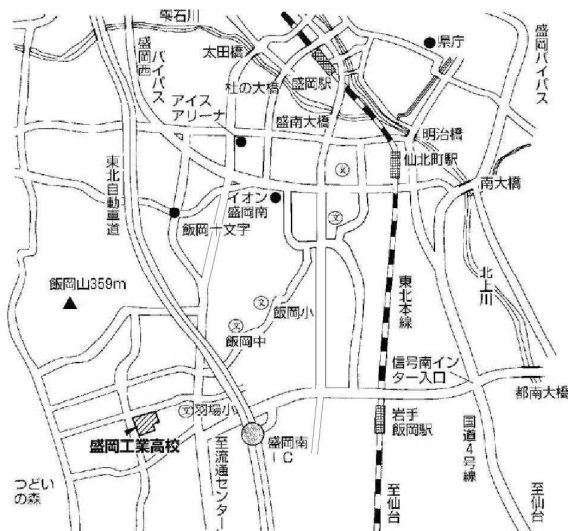 雫石川
盛岡西
バイパス
太田橋
県庁
盛岡バイパス
杜の大橋
盛岡駅
アイス
アリーナ
盛南大橋
明治橋
仙北町駅
文
東北自動車道
イオン
盛岡南
南大橋
文
飯岡一文字
北上川
飯岡山359m
東北本線
文
飯岡小
文
飯岡中
信号南イン
ター入口
都南大橋
文
羽場小
盛岡工業高校
至流通センター
盛岡南
IC
岩手
飯岡駅
国道4号線
つどい
の森
至仙台
至仙台